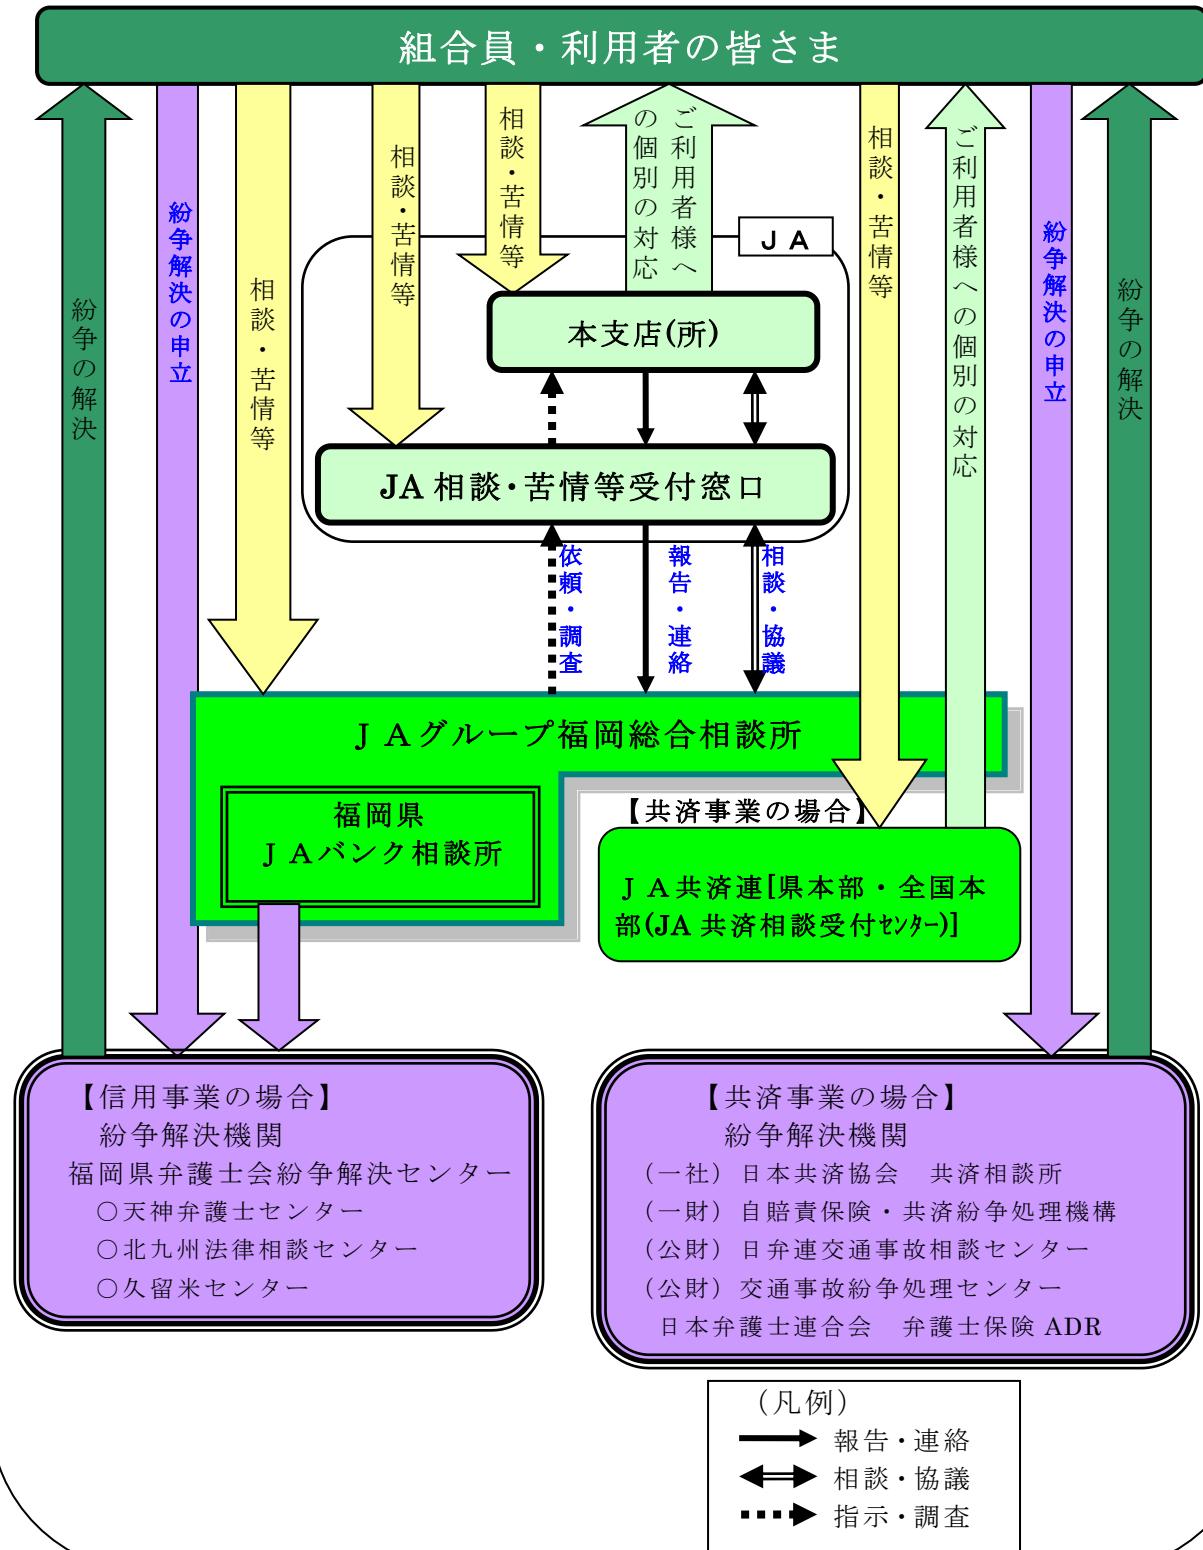 組合員・利用者の皆さま
紛争の解決
紛争解決の申立
相談・苦情等
相談・苦情等
相談・苦情等
ご利用者様へ
の個別の対応
相談・苦情等
ご利用者様への個別の対応
紛争解決の申立
紛争の解決
ＪＡ
本支店(所)
JA 相談・苦情等受付窓口
依頼・調査
報告・連絡
相談・協議
ＪＡグループ福岡総合相談所
福岡県
ＪＡバンク相談所
【共済事業の場合】
ＪＡ共済連[県本部・全国本
部(JA 共済相談受付ｾﾝﾀｰ)]
【信用事業の場合】
紛争解決機関
福岡県弁護士会紛争解決センター
○天神弁護士センター
○北九州法律相談センター
○久留米センター
【共済事業の場合】
紛争解決機関
（一社）日本共済協会　共済相談所
（一財）自賠責保険・共済紛争処理機構
（公財）日弁連交通事故相談センター
（公財）交通事故紛争処理センター
日本弁護士連合会　弁護士保険 ADR
（凡例）
報告・連絡
相談・協議
指示・調査